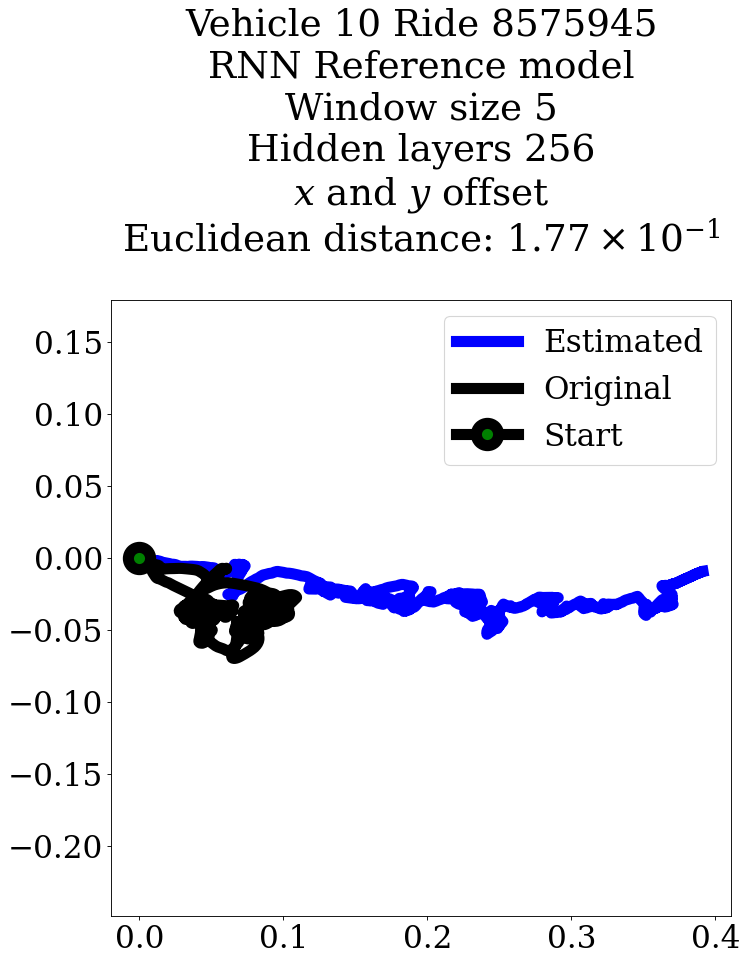 Vehicle 10 Ride 8575945
RNN Reference model
Window size 5
Hidden layers 256
x and y offset
Euclidean distance: 1.77 × 10⁻¹
Estimated
Original
Start
0.15
0.10
0.05
0.00
−0.05
−0.10
−0.15
−0.20
0.0 0.1 0.2 0.3 0.4